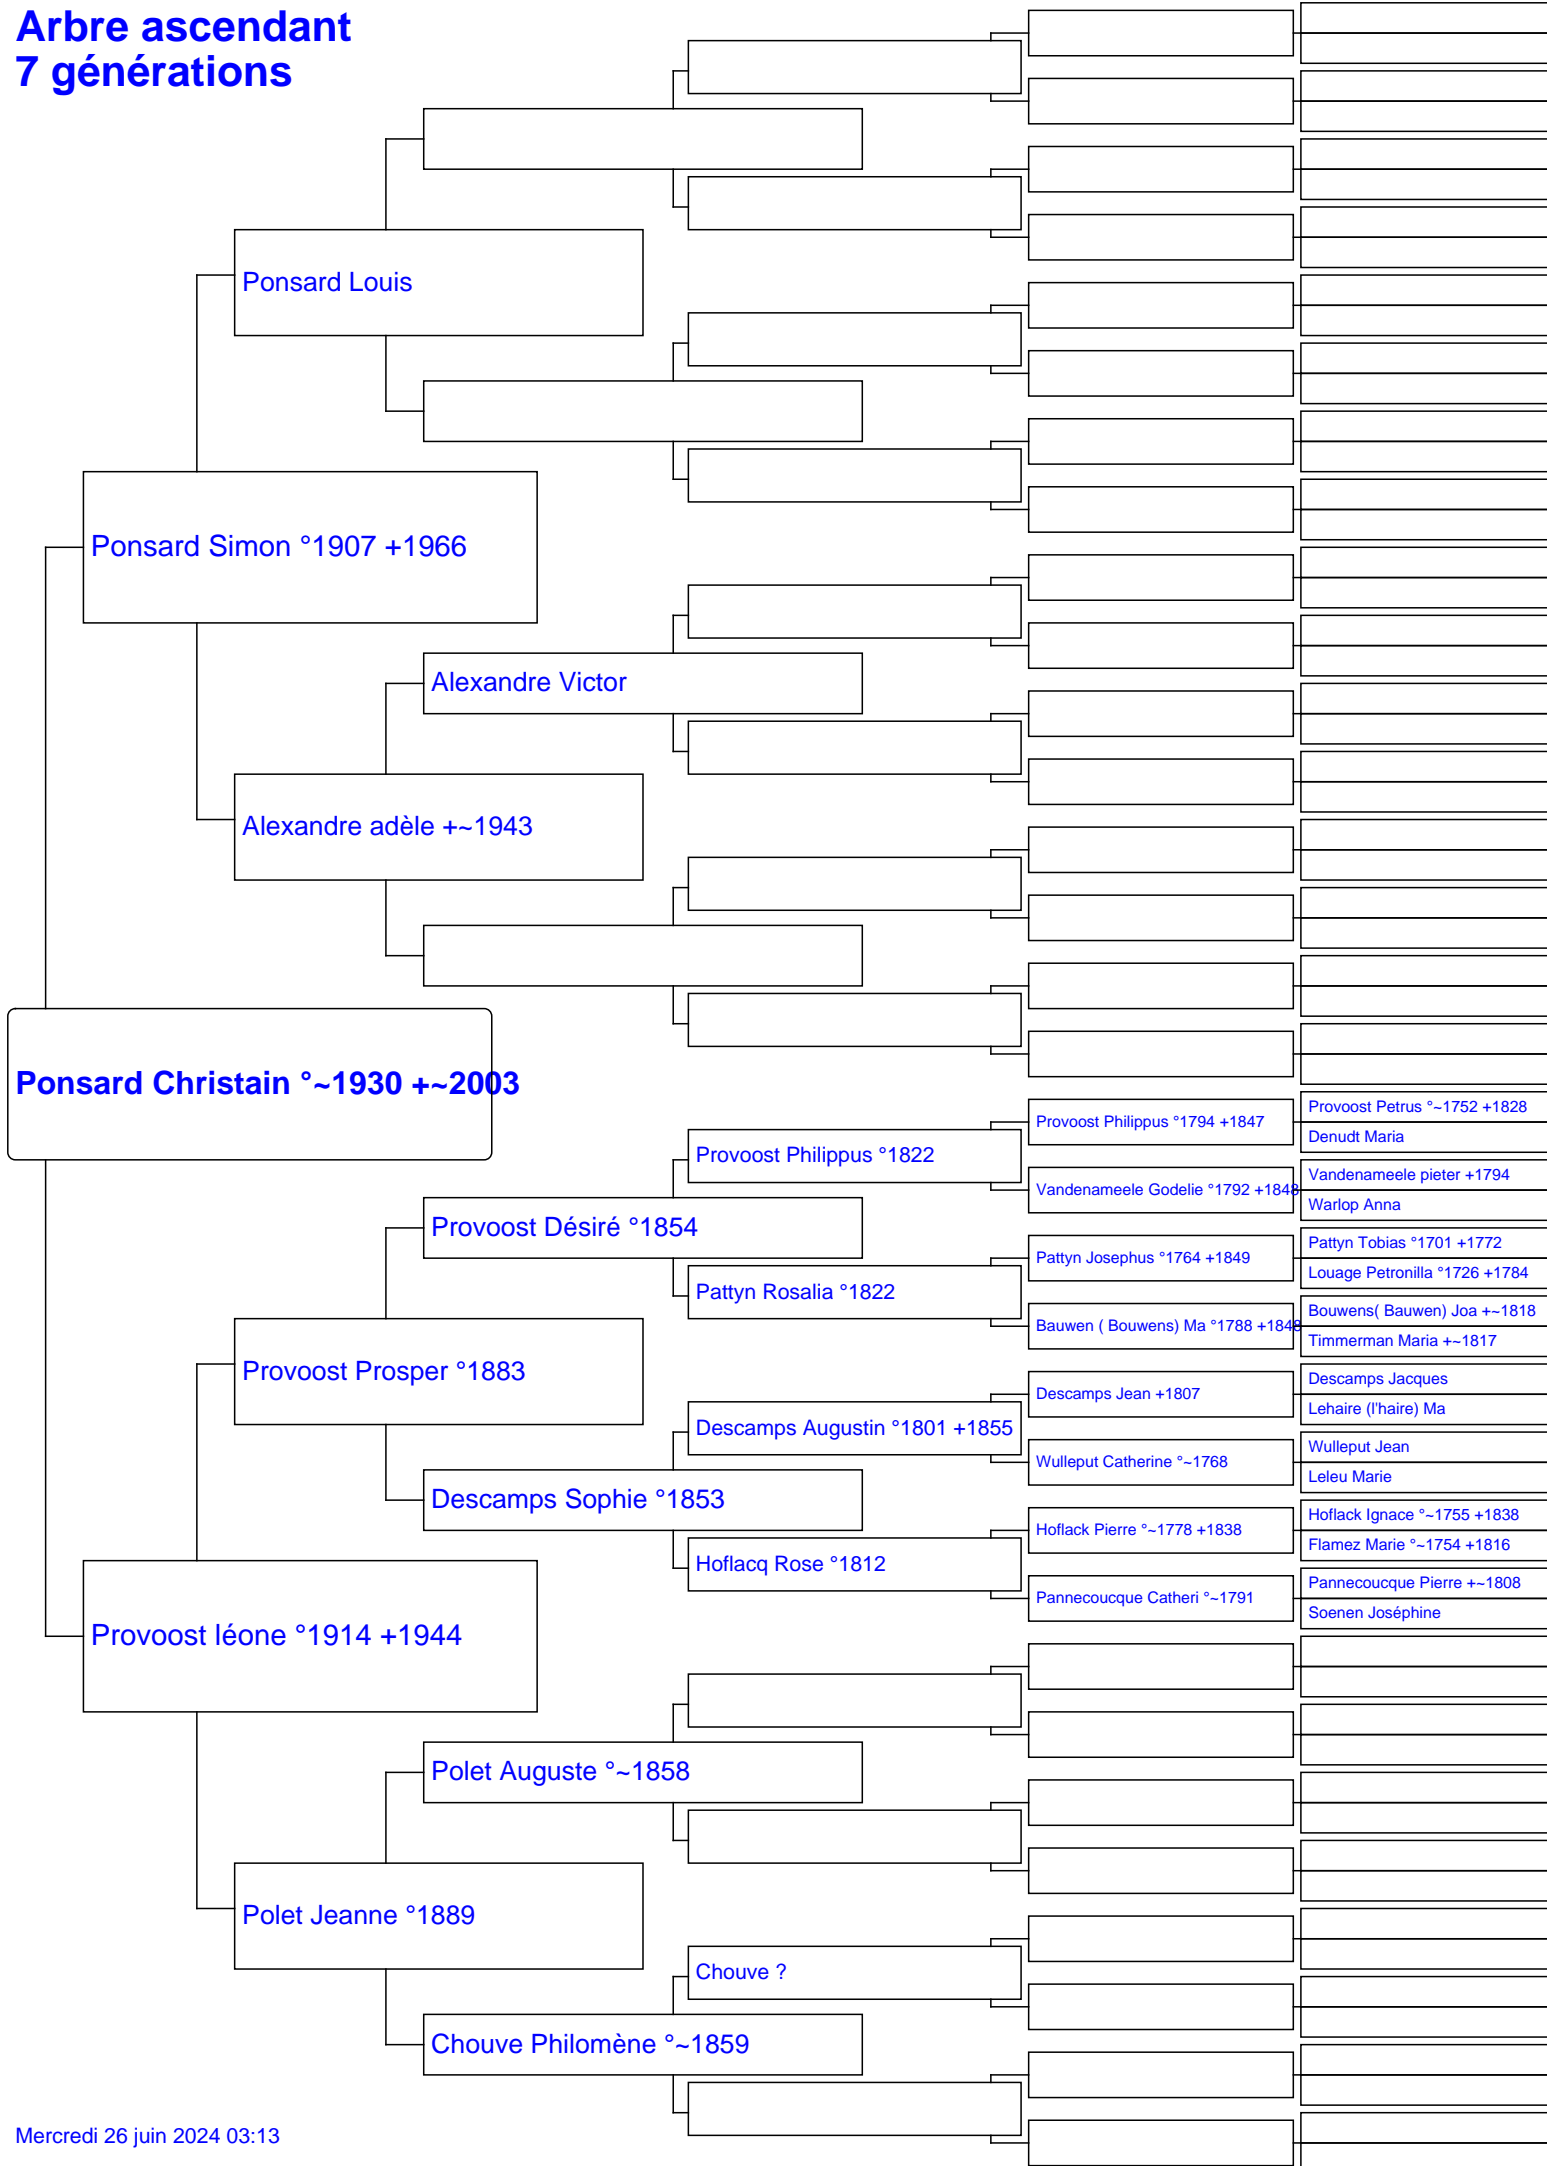 Arbre ascendant
7 générations
Ponsard Louis
Ponsard Simon °1907 +1966
Alexandre Victor
Alexandre adèle +~1943
Ponsard Christain °~1930 +~2003
Provoost Petrus °~1752 +1828
Provoost Philippus °1794 +1847
Denudt Maria
Provoost Philippus °1822
Vandenameele pieter +1794
Vandenameele Godelie °1792 +1848
Warlop Anna
Provoost Désiré °1854
Pattyn Tobias °1701 +1772
Pattyn Josephus °1764 +1849
Louage Petronilla °1726 +1784
Pattyn Rosalia °1822
Bouwens( Bauwen) Joa +~1818
Bauwen ( Bouwens) Ma °1788 +1848
Timmerman Maria +~1817
Provoost Prosper °1883
Descamps Jacques
Descamps Jean +1807
Lehaire (l'haire) Ma
Descamps Augustin °1801 +1855
Wulleput Jean
Wulleput Catherine °~1768
Leleu Marie
Descamps Sophie °1853
Hoflack Ignace °~1755 +1838
Hoflack Pierre °~1778 +1838
Flamez Marie °~1754 +1816
Hoflacq Rose °1812
Pannecoucque Pierre +~1808
Pannecoucque Catheri °~1791
Soenen Joséphine
Provoost léone °1914 +1944
Polet Auguste °~1858
Polet Jeanne °1889
Chouve ?
Chouve Philomène °~1859
Mercredi 26 juin 2024 03:13